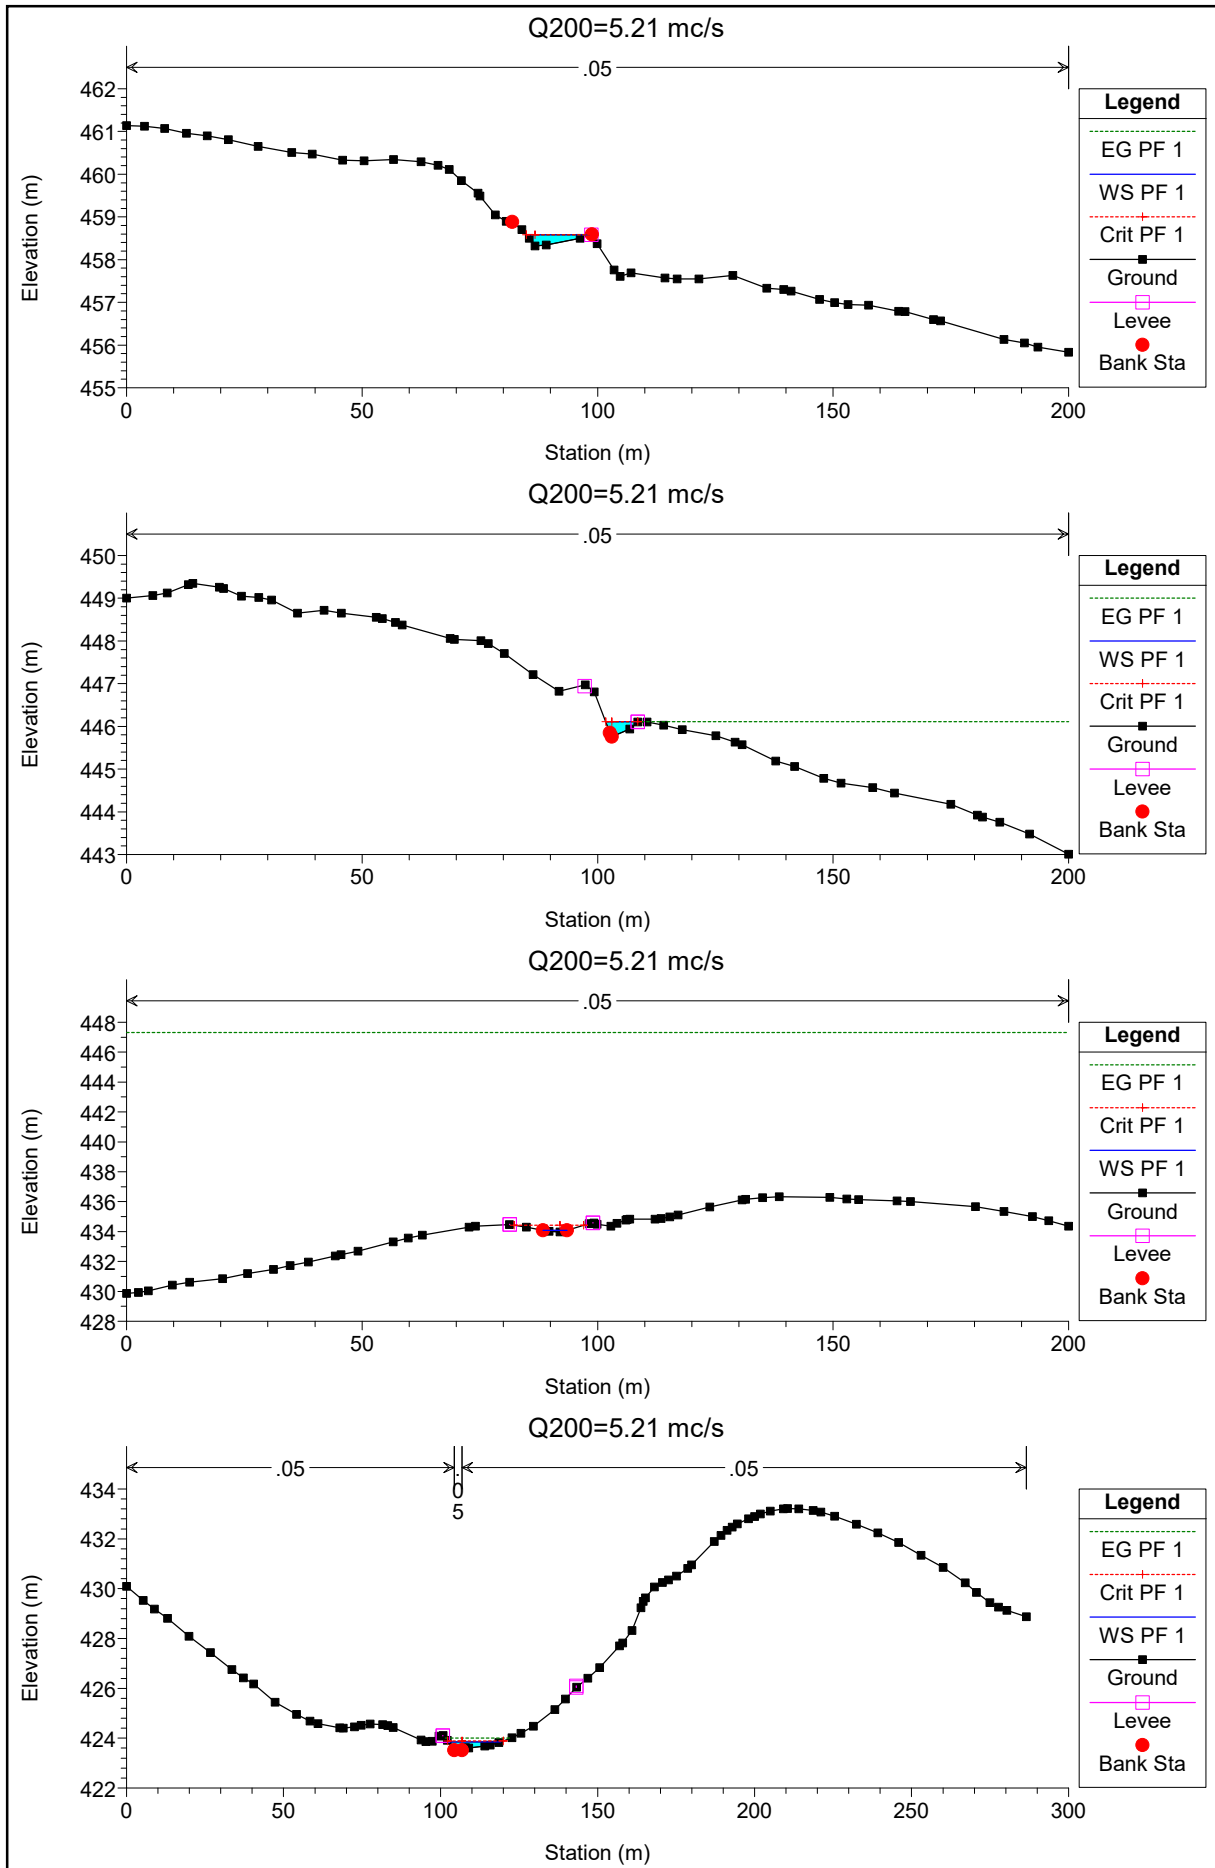 Q200=5.21 mc/s
.05
462
461
460
459
458
457
456
455
Elevation (m)
0
50
100
150
200
Station (m)
Legend
EG PF 1
WS PF 1
Crit PF 1
Ground
Levee
Bank Sta
Q200=5.21 mc/s
.05
450
449
448
447
446
445
444
443
Elevation (m)
0
50
100
150
200
Station (m)
Legend
EG PF 1
WS PF 1
Crit PF 1
Ground
Levee
Bank Sta
Q200=5.21 mc/s
.05
448
446
444
442
440
438
436
434
432
430
428
Elevation (m)
0
50
100
150
200
Station (m)
Legend
EG PF 1
Crit PF 1
WS PF 1
Ground
Levee
Bank Sta
Q200=5.21 mc/s
.05
.05
.05
434
432
430
428
426
424
422
Elevation (m)
0
50
100
150
200
250
300
Station (m)
Legend
EG PF 1
Crit PF 1
WS PF 1
Ground
Levee
Bank Sta